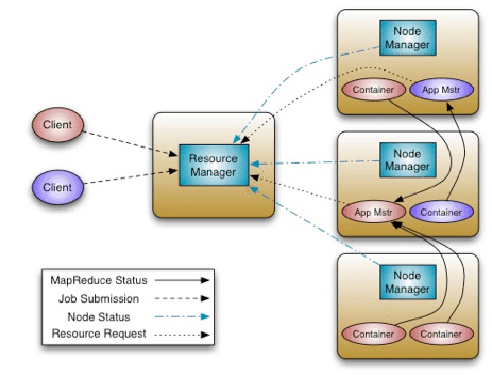 Node
Manager
Container
App Mstr
Client
Resource
Manager
Node
Manager
Client
App Mstr
Container
Node
Manager
MapReduce Status
Job Submission
Node Status
Resource Request
Container
Container